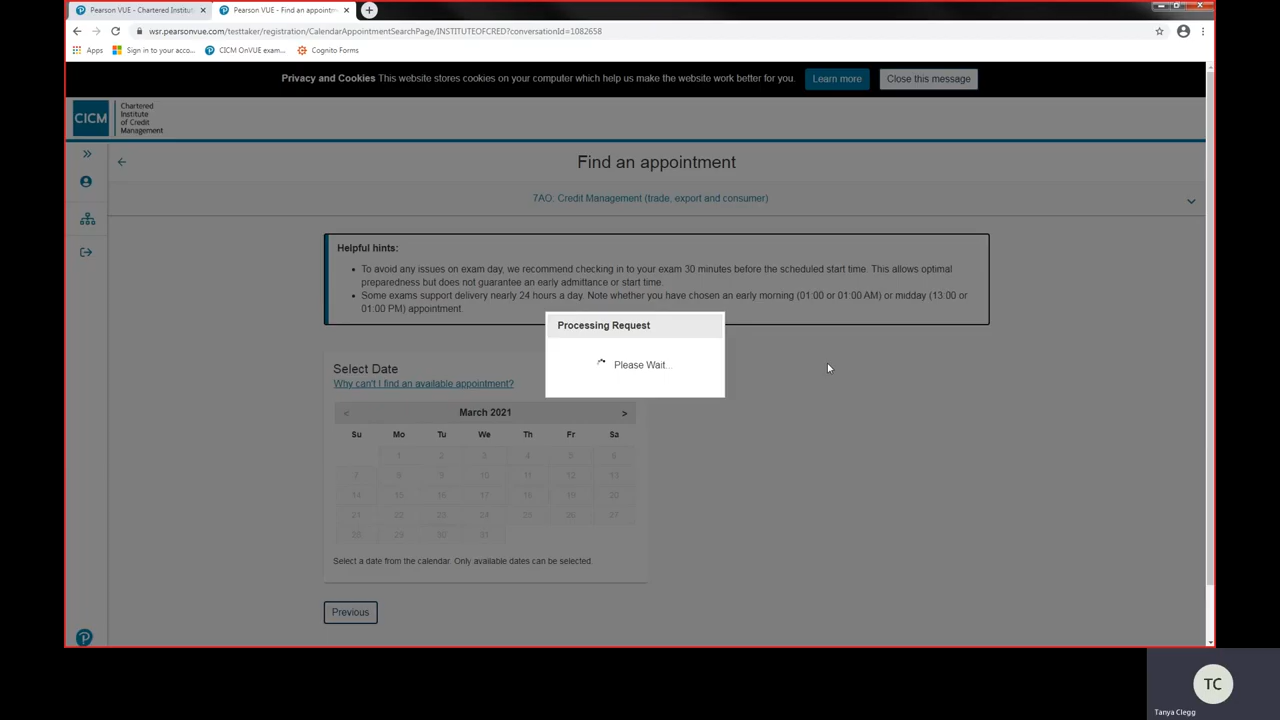 Pearson VUE - Chartered Institut
Pearson VUE - Find an appointm
wsr.pearsonvue.com/testtaker/registration/CalendarAppointmentSearchPage/INSTITUTEOFCRED?conversationId=1082658
Apps
Sign in to your acco...
CICM OnVUE exam...
Cognito Forms
Privacy and Cookies This website stores cookies on your computer which help us make the website work better for you.
Learn more
Close this message
CICM
Chartered
Institute
of Credit
Management
Find an appointment
7AO: Credit Management (trade, export and consumer)
Helpful hints:
• To avoid any issues on exam day, we recommend checking in to your exam 30 minutes before the scheduled start time. This allows optimal
preparedness but does not guarantee an early admittance or start time.
• Some exams support delivery nearly 24 hours a day. Note whether you have chosen an early morning (01:00 or 01:00 AM) or midday (13:00 or
01:00 PM) appointment.
Processing Request
Please Wait...
Select Date
Why can't I find an available appointment?
< March 2021 >
Su Mo Tu We Th Fr Sa
1 2 3 4 5 6
7 8 9 10 11 12 13
14 15 16 17 18 19 20
21 22 23 24 25 26 27
28 29 30 31
Select a date from the calendar. Only available dates can be selected.
Previous
TC
Tanya Clegg